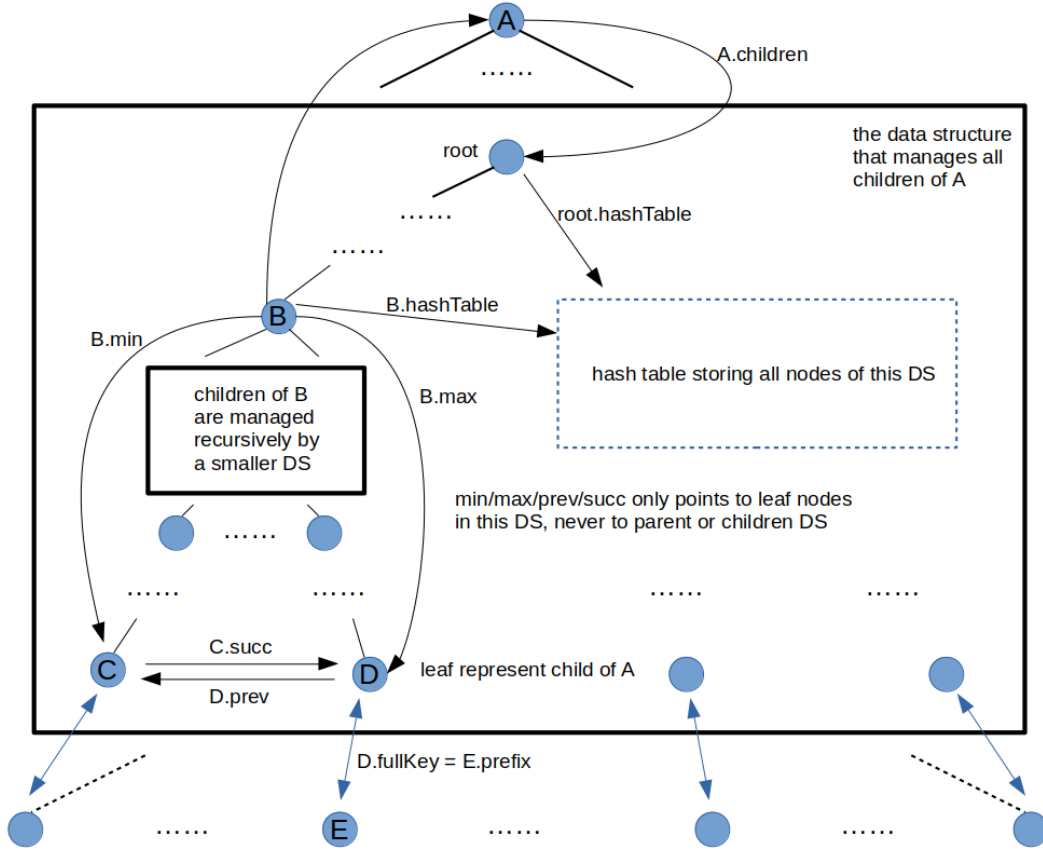 A
A.children
......
the data structure
that manages all
children of A
root
......
root.hashTable
......
B.hashTable
B
B.min
hash table storing all nodes of this DS
children of B
are managed
recursively by
a smaller DS
B.max
min/max/prev/succ only points to leaf nodes
in this DS, never to parent or children DS
......
......
......
......
......
C.succ
C
D
leaf represent child of A
D.prev
D.fullKey = E.prefix
......
E
......
......